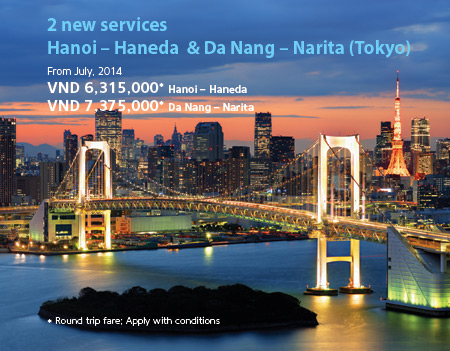 2 new services
Hanoi – Haneda & Da Nang – Narita (Tokyo)
From July, 2014
VND 6,315,000* Hanoi – Haneda
VND 7,375,000* Da Nang – Narita
* Round trip fare; Apply with conditions